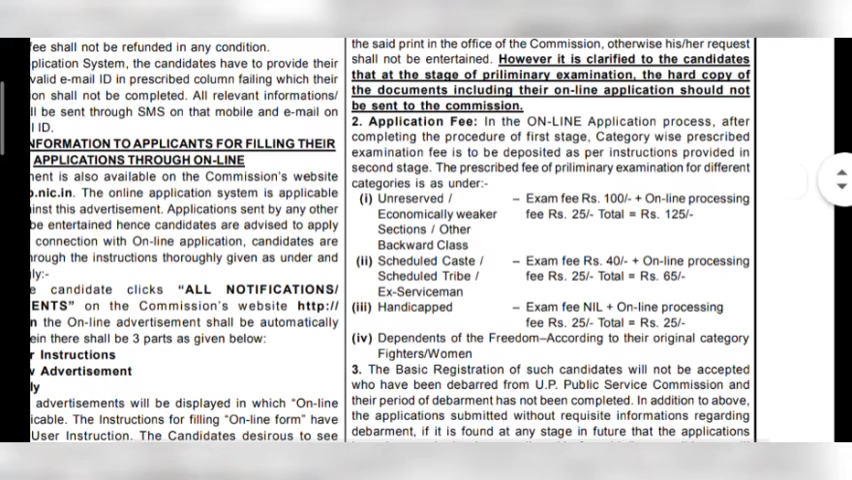 ee shall not be refunded in any condition.
plication System, the candidates have to provide their
valid e-mail ID in prescribed column failing which their
on shall not be completed. All relevant informations/
ll be sent through SMS on that mobile and e-mail on
ID.
NFORMATION TO APPLICANTS FOR FILLING THEIR
APPLICATIONS THROUGH ON-LINE
ment is also available on the Commission's website
o.nic.in. The online application system is applicable
inst this advertisement. Applications sent by any other
be entertained hence candidates are advised to apply
connection with On-line application, candidates are
hrough the instructions thoroughly given as under and
gly:-
e candidate clicks "ALL NOTIFICATIONS/
ENTS" on the Commission's website http://
n the On-line advertisement shall be automatically
ein there shall be 3 parts as given below:
r Instructions
v Advertisement
ly
advertisements will be displayed in which "On-line
icable. The Instructions for filling "On-line form" have
User Instruction. The Candidates desirous to see
the said print in the office of the Commission, otherwise his/her request
shall not be entertained. However it is clarified to the candidates
that at the stage of priliminary examination, the hard copy of
the documents including their on-line application should not
be sent to the commission.
2. Application Fee: In the ON-LINE Application process, after
completing the procedure of first stage, Category wise prescribed
examination fee is to be deposited as per instructions provided in
second stage. The prescribed fee of priliminary examination for different
categories is as under:-
(i) Unreserved / – Exam fee Rs. 100/- + On-line processing
Economically weaker fee Rs. 25/- Total = Rs. 125/-
Sections / Other
Backward Class
(ii) Scheduled Caste / – Exam fee Rs. 40/- + On-line processing
Scheduled Tribe / fee Rs. 25/- Total = Rs. 65/-
Ex-Serviceman
(iii) Handicapped – Exam fee NIL + On-line processing
fee Rs. 25/- Total = Rs. 25/-
(iv) Dependents of the Freedom–According to their original category
Fighters/Women
3. The Basic Registration of such candidates will not be accepted
who have been debarred from U.P. Public Service Commission and
their period of debarment has not been completed. In addition to above,
the applications submitted without requisite informations regarding
debarment, if it is found at any stage in future that the applications